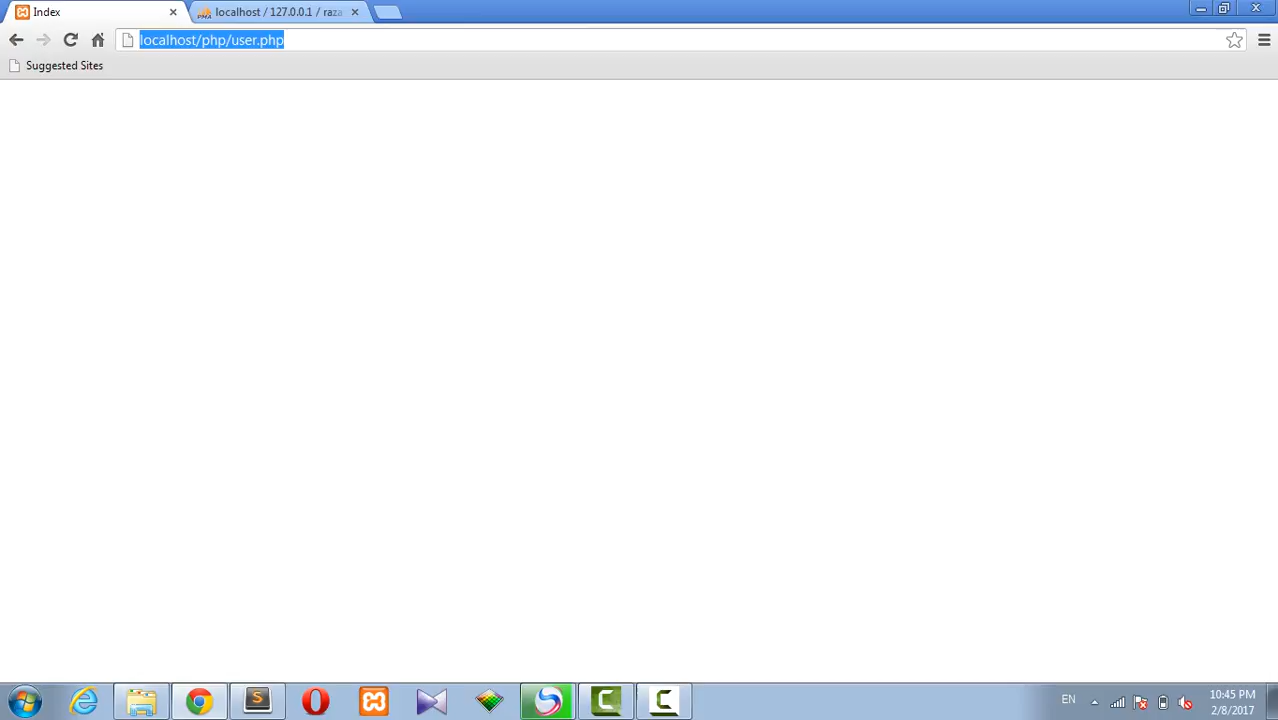 Index
localhost / 127.0.0.1 / raza
localhost/php/user.php
Suggested Sites
EN
10:45 PM
2/8/2017